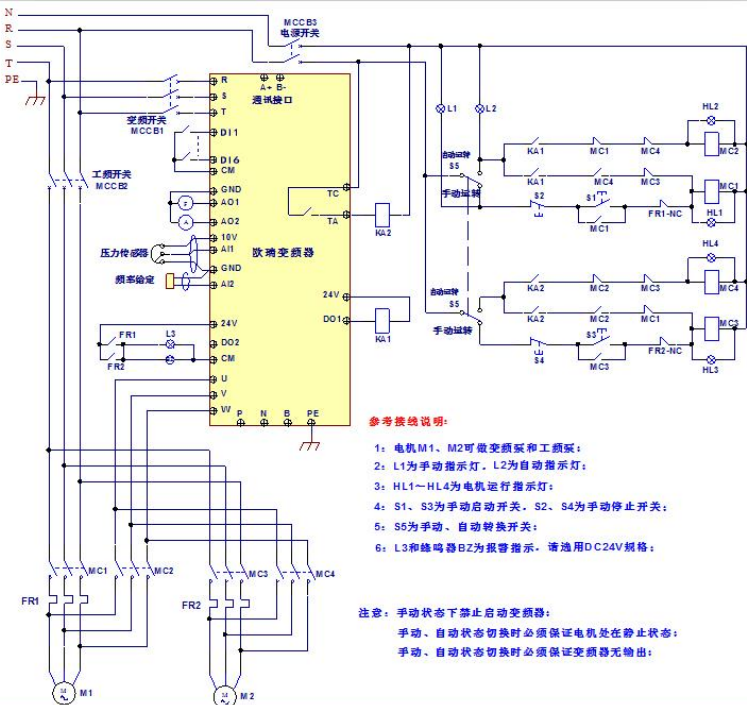 N
R
S
T
PE
MCCB3
电源开关
变频开关
MCCB1
工频开关
MCCB2
R
S
T
DI1
DI6
CM
GND
AO1
AO2
10V
AI1
GND
AI2
24V
DO2
CM
U
V
W
A+ B-
通讯接口
欧瑞变频器
TC
TA
24V
DO1
P N B PE
F
A
压力传感器
频率给定
FR1
FR2
L3
KA2
KA1
L1
L2
自动运转
S5
手动运转
自动运转
S5
手动运转
HL2
KA1 MC1 MC4 MC2
KA1 MC4 MC3 MC1
S2 S1 MC1 FR1-NC HL1
HL4
KA2 MC2 MC3 MC4
KA2 MC2 MC1 MC3
S4 S3 MC3 FR2-NC HL3
参考接线说明:
1: 电机M1、M2可做变频泵和工频泵;
2: L1为手动指示灯, L2为自动指示灯;
3: HL1~HL4为电机运行指示灯;
4: S1、S3为手动启动开关, S2、S4为手动停止开关;
5: S5为手动、自动转换开关;
6: L3和蜂鸣器BZ为报警指示, 请选用DC24V规格;
注意: 手动状态下禁止启动变频器;
手动、自动状态切换时必须保证电机处在静止状态;
手动、自动状态切换时必须保证变频器无输出;
MC1
MC2
MC3
MC4
FR1
FR2
M
M1
M
M2